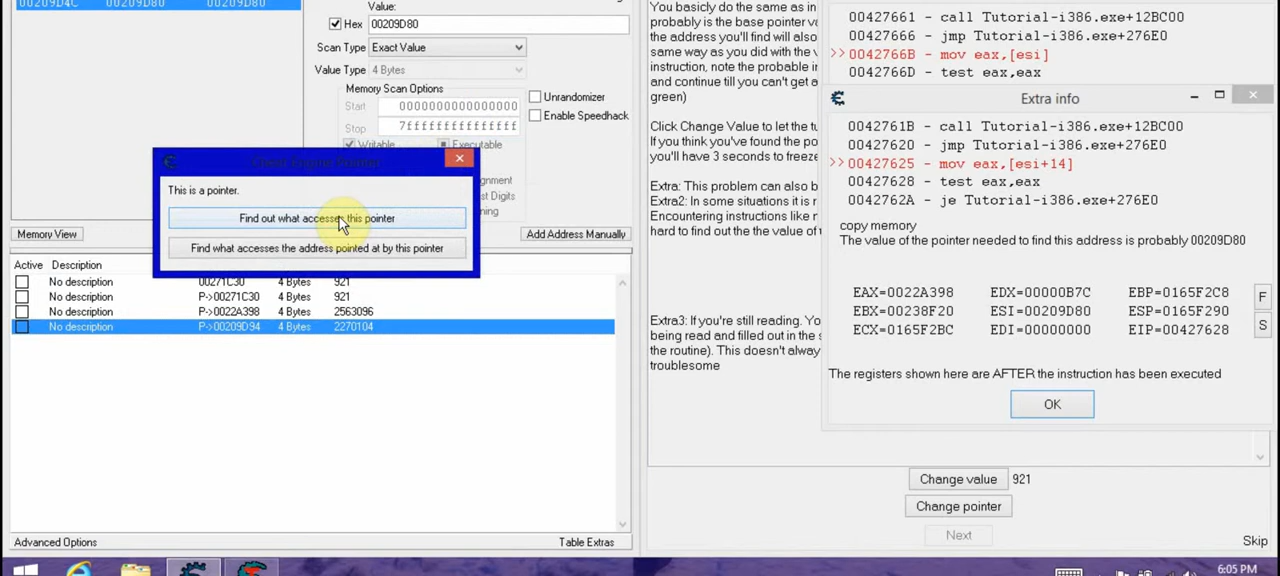 00209D4C 00209D80 00209D80
Value:
Hex 00209D80
Scan Type Exact Value
Value Type 4 Bytes
Memory Scan Options
Start 0000000000000000
Stop 7fffffffffffffff
Writable Executable
Unrandomizer
Enable Speedhack
Cheat Engine Pointer
This is a pointer.
Find out what accesses this pointer
Find what accesses the address pointed at by this pointer
gnment
st Digits
ning
Memory View
Add Address Manually
Active Description
No description 00271C30 4 Bytes 921
No description P->00271C30 4 Bytes 921
No description P->0022A398 4 Bytes 2563096
No description P->00209D94 4 Bytes 2270104
Advanced Options
Table Extras
You basicly do the same as in
probably is the base pointer v
the address you'll find will also
same way as you did with the v
instruction, note the probable in
and continue till you can't get a
green)
Click Change Value to let the tu
If you think you've found the po
you'll have 3 seconds to freeze
Extra: This problem can also b
Extra2: In some situations it is r
Encountering instructions like r
hard to find out the the value of
Extra3: If you're still reading. Yo
being read and filled out in the s
the routine). This doesn't alway
troublesome
00427661 - call Tutorial-i386.exe+12BC00
00427666 - jmp Tutorial-i386.exe+276E0
>>0042766B - mov eax,[esi]
0042766D - test eax,eax
Extra info
0042761B - call Tutorial-i386.exe+12BC00
00427620 - jmp Tutorial-i386.exe+276E0
>>00427625 - mov eax,[esi+14]
00427628 - test eax,eax
0042762A - je Tutorial-i386.exe+276E0
copy memory
The value of the pointer needed to find this address is probably 00209D80
EAX=0022A398 EDX=00000B7C EBP=0165F2C8
EBX=00238F20 ESI=00209D80 ESP=0165F290
ECX=0165F2BC EDI=00000000 EIP=00427628
F
S
The registers shown here are AFTER the instruction has been executed
OK
Change value 921
Change pointer
Next
Skip
6:05 PM